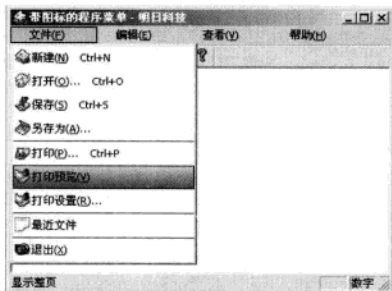 带图标的程序菜单 - 明日科技
文件(F) 编辑(E) 查看(V) 帮助(H)
新建(N) Ctrl+N
打开(O)... Ctrl+O
保存(S) Ctrl+S
另存为(A)...
打印(P)... Ctrl+P
打印预览(V)
打印设置(R)...
最近文件
退出(X)
显示整页 数字